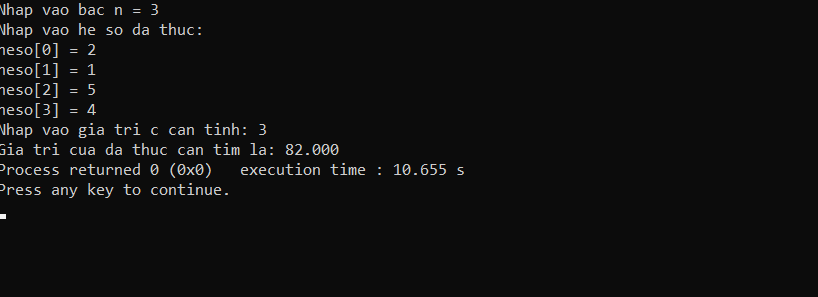 Nhap vao bac n = 3
Nhap vao he so da thuc:
heso[0] = 2
heso[1] = 1
heso[2] = 5
heso[3] = 4
Nhap vao gia tri c can tinh: 3
Gia tri cua da thuc can tim la: 82.000
Process returned 0 (0x0)   execution time : 10.655 s
Press any key to continue.